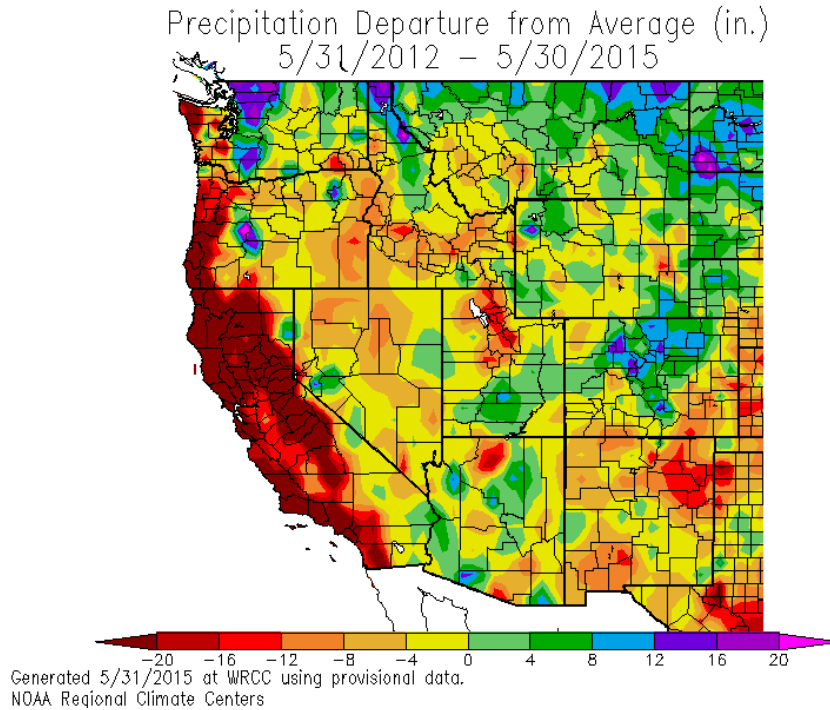 Precipitation Departure from Average (in.)
5/31/2012 – 5/30/2015
−20 −16 −12 −8 −4 0 4 8 12 16 20
Generated 5/31/2015 at WRCC using provisional data.
NOAA Regional Climate Centers